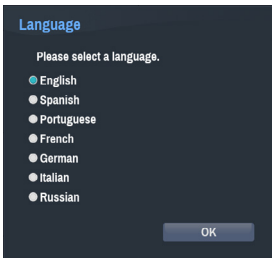 Language
Please select a language.
English
Spanish
Portuguese
French
German
Italian
Russian
OK